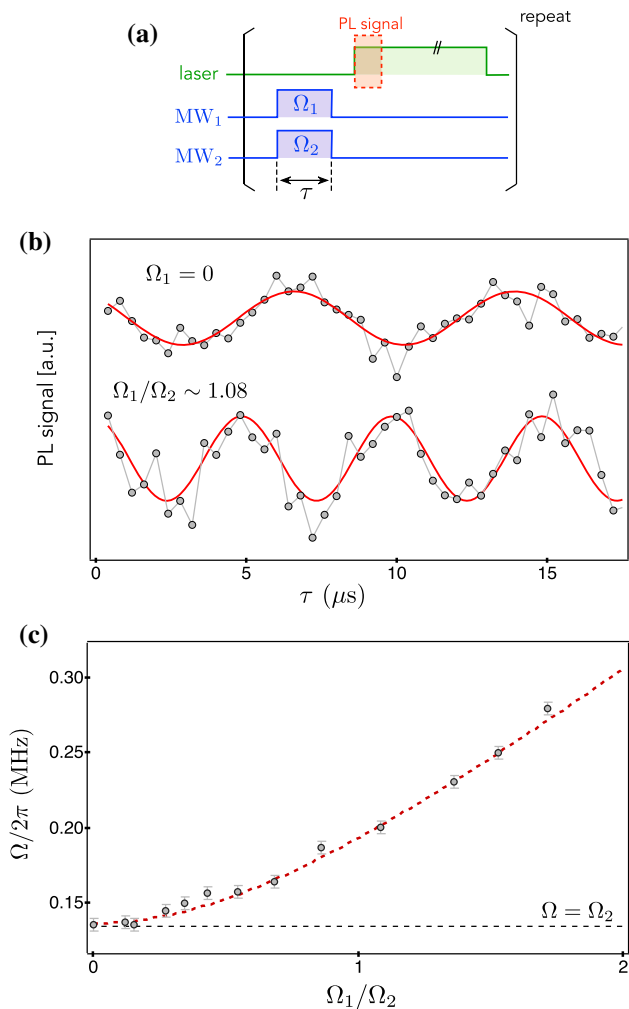 (a)
PL signal
repeat
laser
//
MW₁
Ω₁
MW₂
Ω₂
τ
(b)
Ω₁ = 0
Ω₁/Ω₂ ∼ 1.08
PL signal [a.u.]
0 5 10 15
τ (μs)
(c)
0.30
0.25
0.20
0.15
Ω/2π (MHz)
Ω = Ω₂
0 1 2
Ω₁/Ω₂